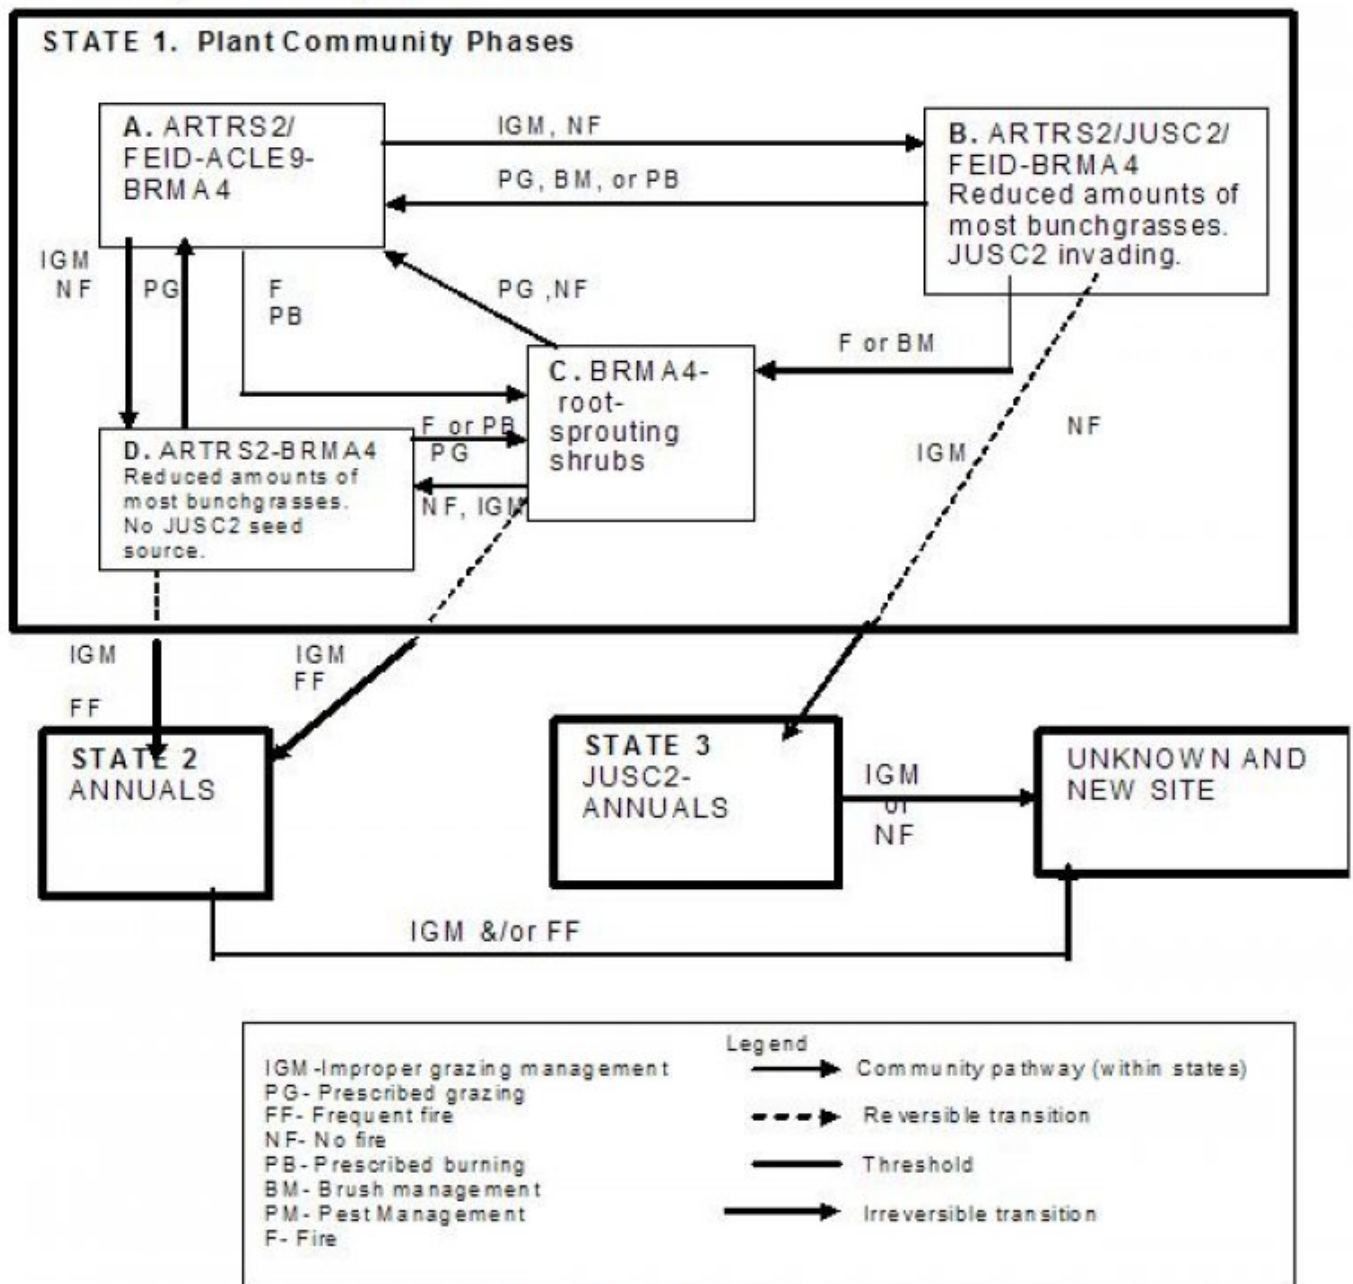 STATE 1. Plant Community Phases
A. ARTRS2/
FEID-ACLE9-
BRMA4
IGM, NF
PG, BM, or PB
B. ARTRS2/JUSC2/
FEID-BRMA4
Reduced amounts of
most bunchgrasses.
JUSC2 invading.
IGM
NF
PG
F
PB
PG ,NF
F or BM
C. BRMA4-
root-
sprouting
shrubs
D. ARTRS2-BRMA4
Reduced amounts of
most bunchgrasses.
No JUSC2 seed
source.
F or PB
PG
NF, IGM
IGM
NF
IGM
FF
IGM
FF
STATE 2
ANNUALS
STATE 3
JUSC2-
ANNUALS
IGM
or
NF
UNKNOWN AND
NEW SITE
IGM &/or FF
Legend
IGM-Improper grazing management
PG- Prescribed grazing
FF- Frequent fire
NF- No fire
PB- Prescribed burning
BM- Brush management
PM- Pest Management
F- Fire
Community pathway (within states)
Reversible transition
Threshold
Irreversible transition